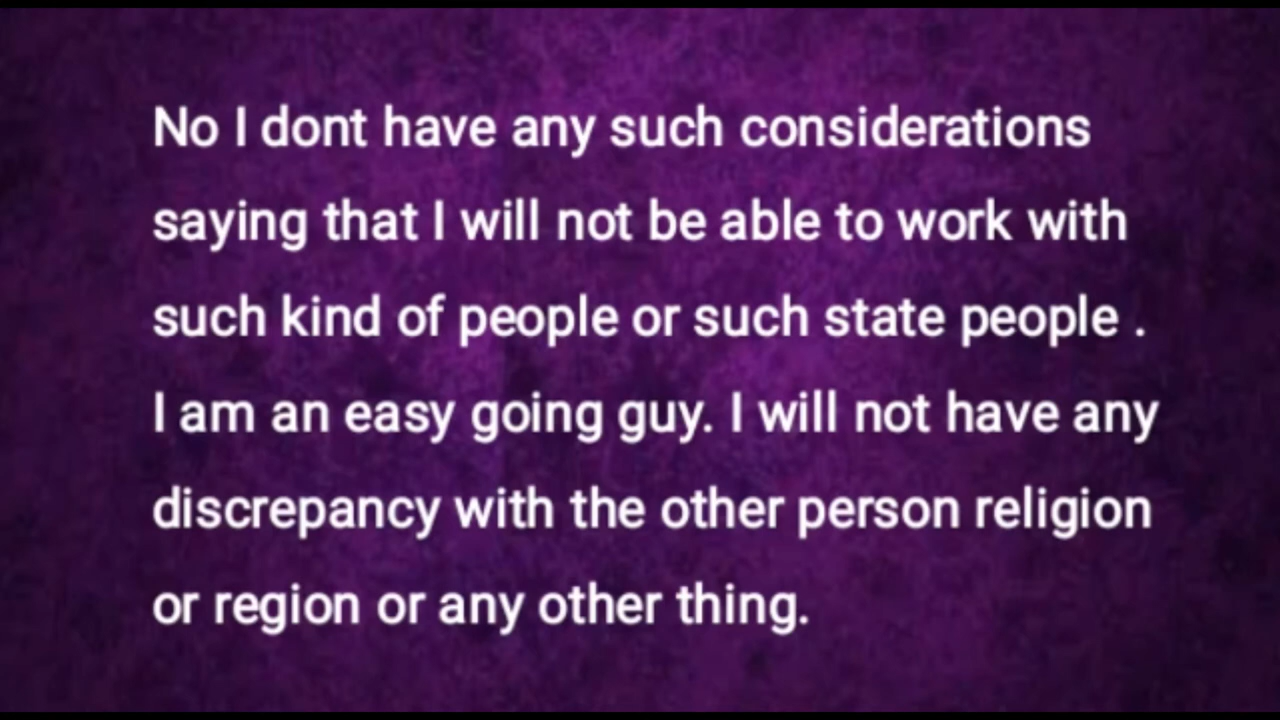 No I dont have any such considerations
saying that I will not be able to work with
such kind of people or such state people .
I am an easy going guy. I will not have any
discrepancy with the other person religion
or region or any other thing.